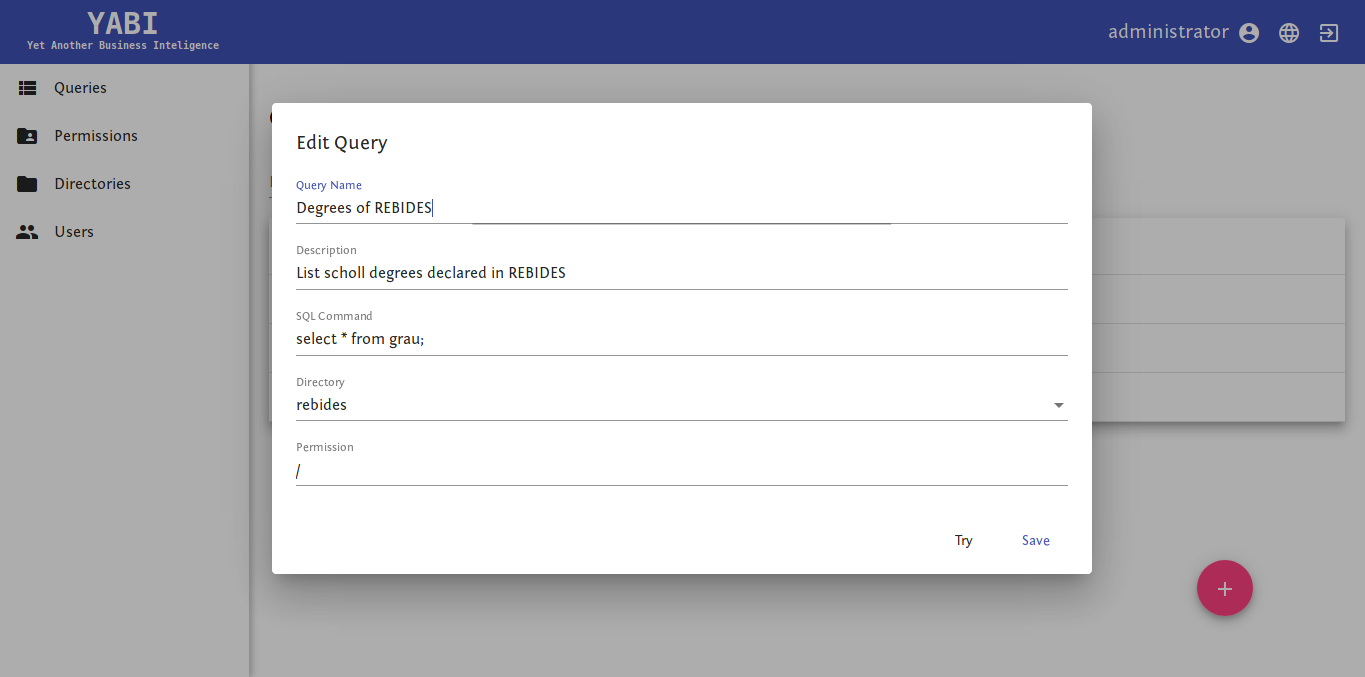 YABI
Yet Another Business Inteligence
administrator
Queries
Permissions
Directories
Users
Edit Query
Query Name
Degrees of REBIDES
Description
List scholl degrees declared in REBIDES
SQL Command
select * from grau;
Directory
rebides
Permission
/
Try
Save